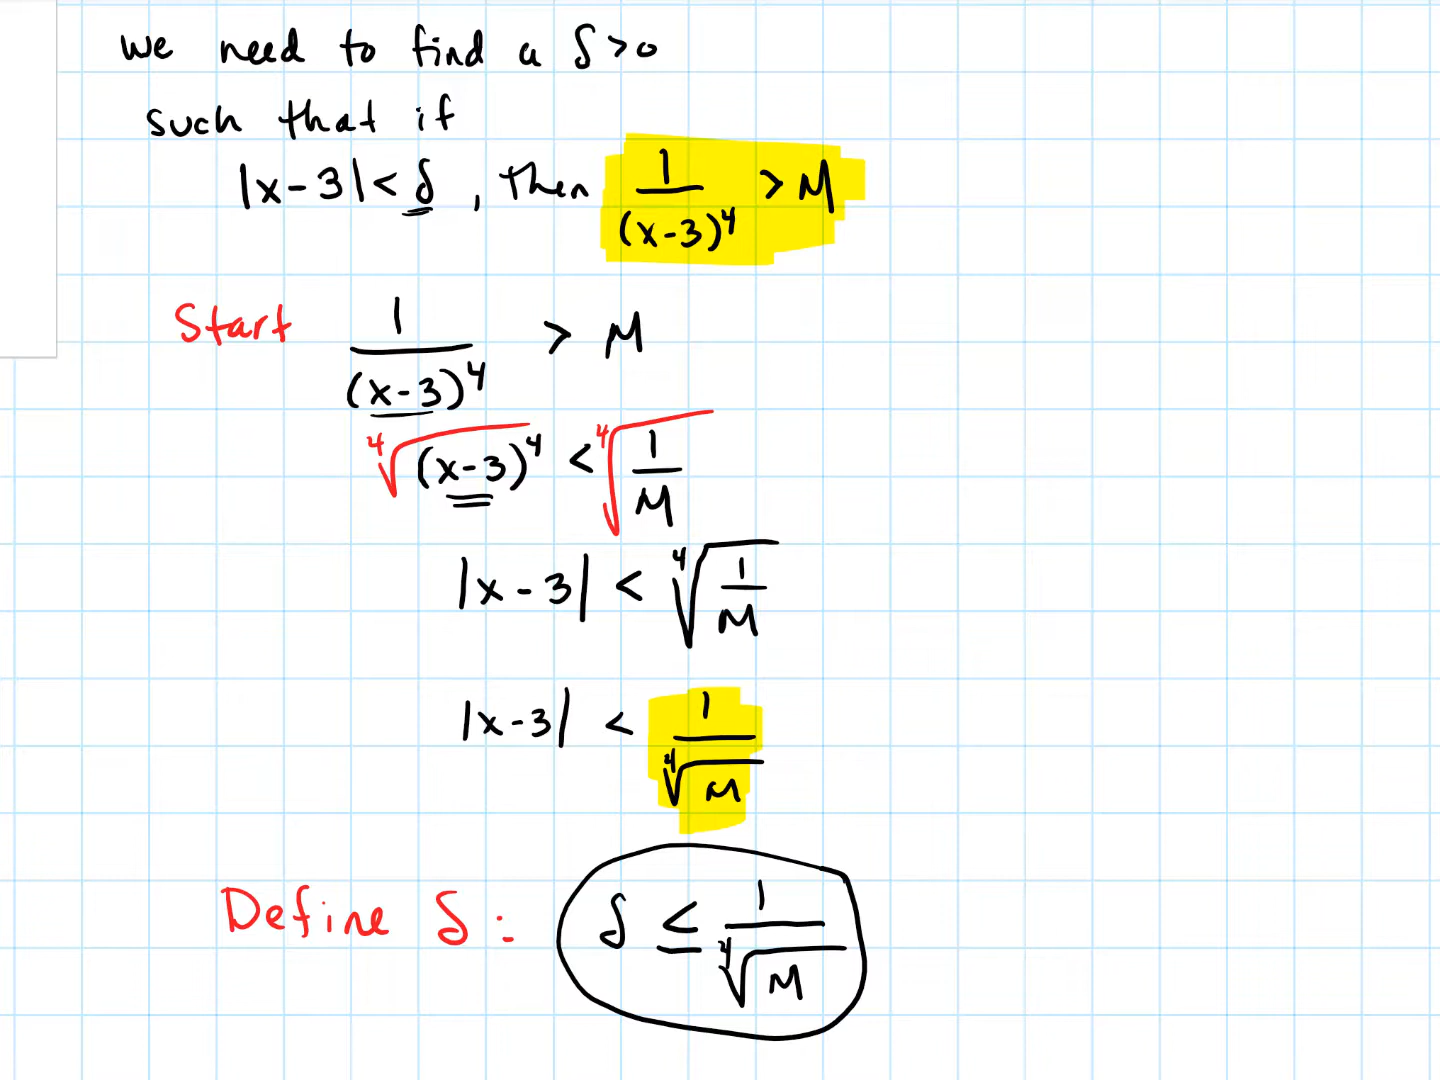 we need to find a δ>0
such that if
|x-3|<δ, then 1/(x-3)⁴ > M
Start 1/(x-3)⁴ > M
⁴√(x-3)⁴ < ⁴√(1/M)
|x-3| < ⁴√(1/M)
|x-3| < 1/⁴√M
Define δ: δ ≤ 1/⁴√M